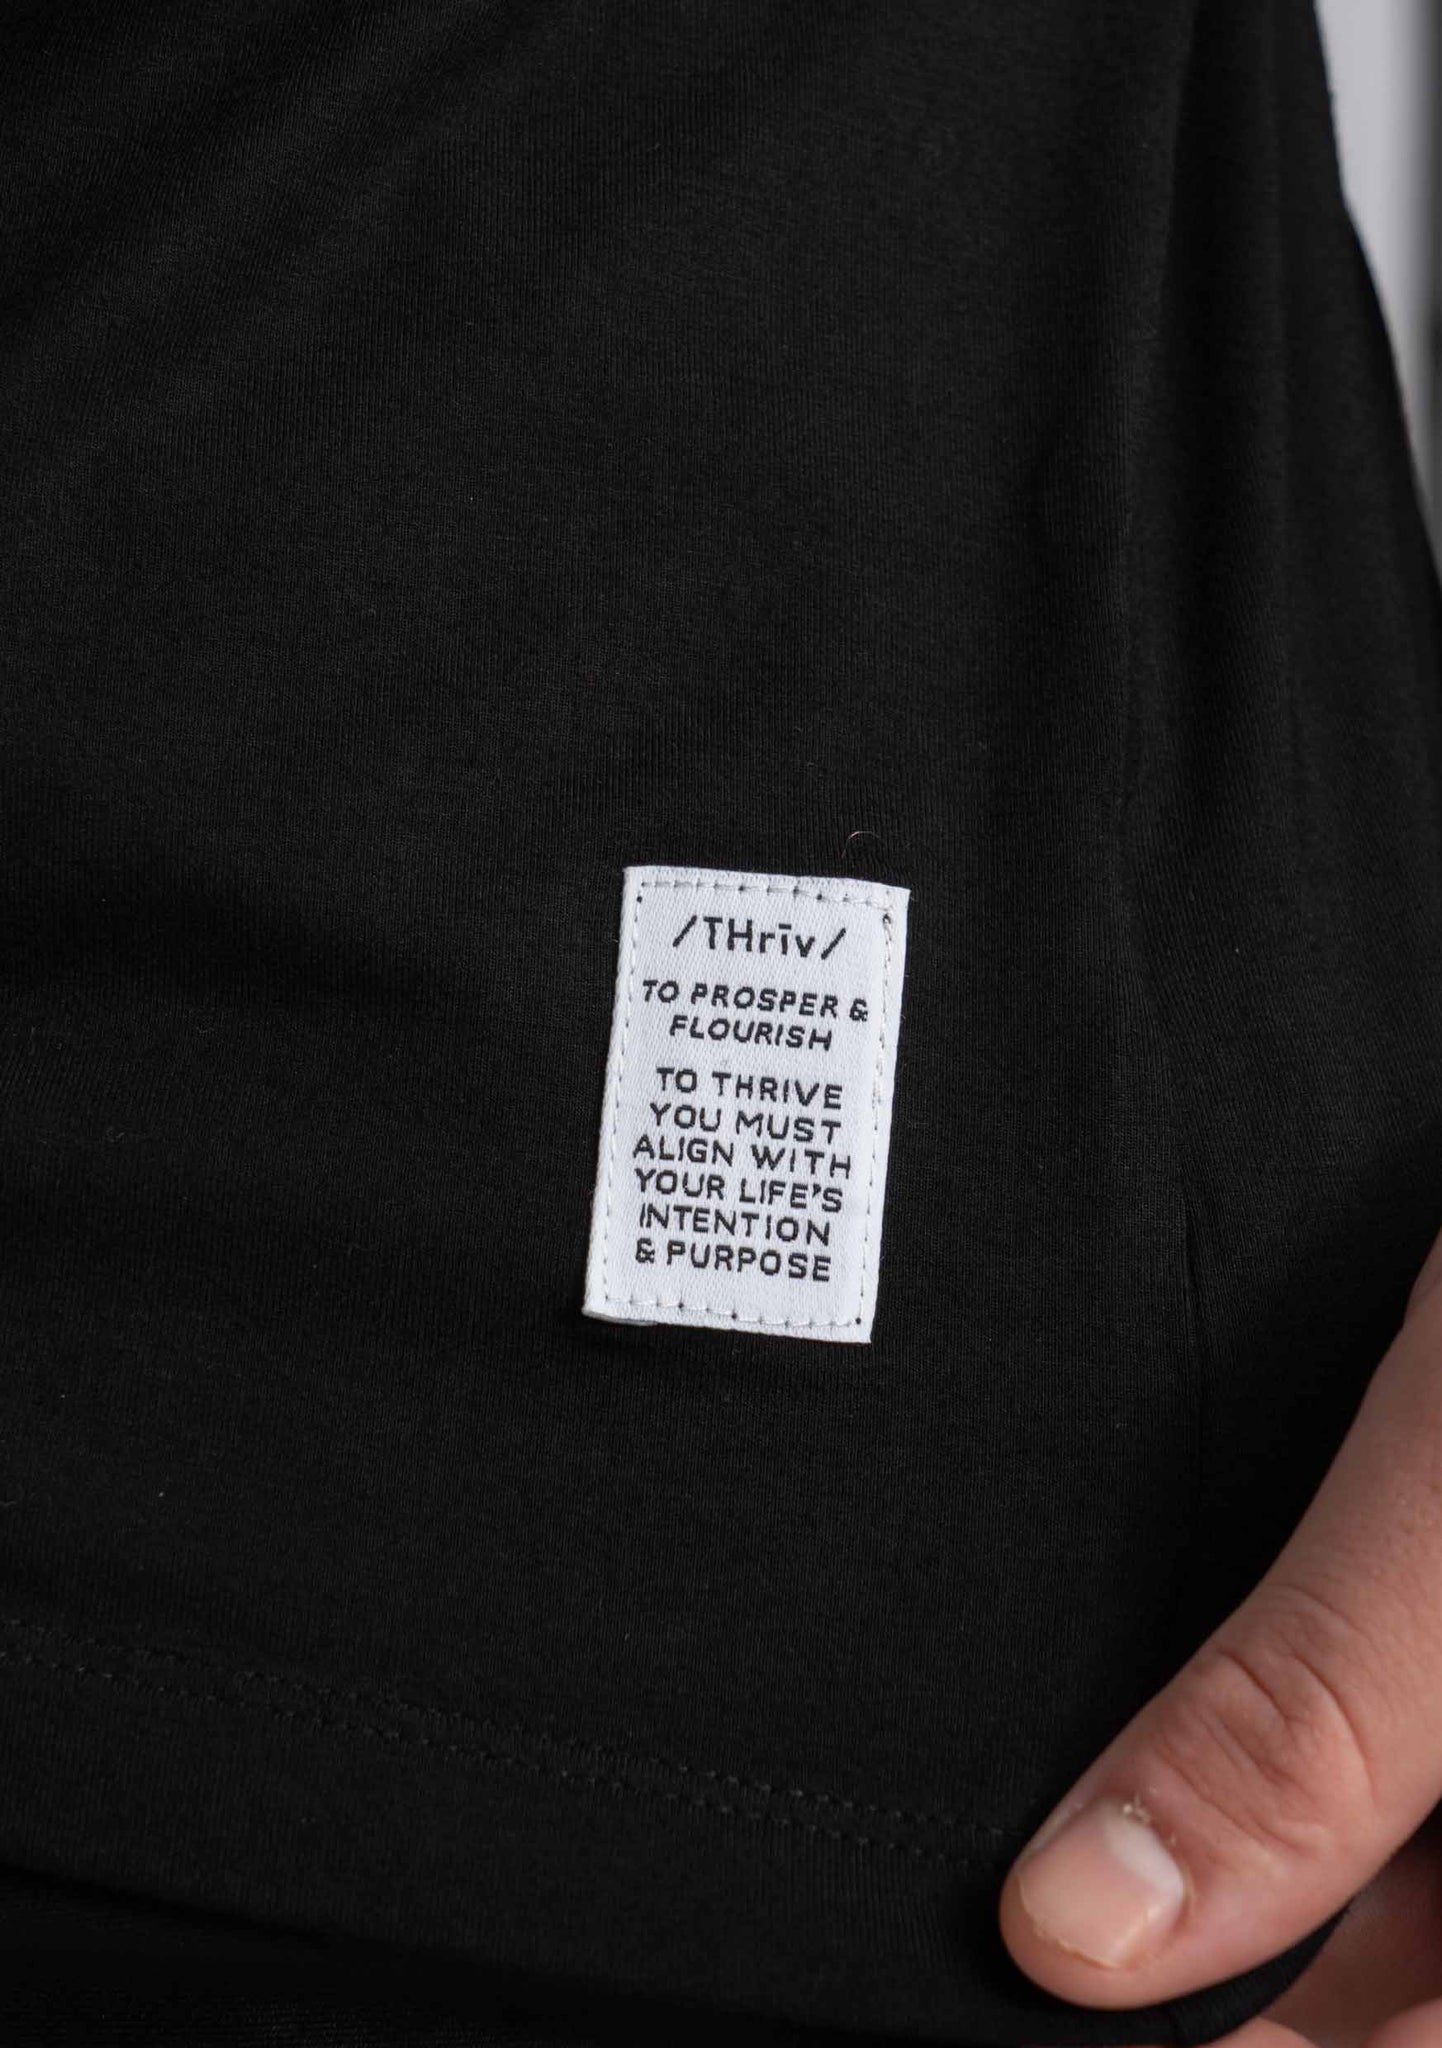 /THrīv/
TO PROSPER &
FLOURISH
TO THRIVE
YOU MUST
ALIGN WITH
YOUR LIFE'S
INTENTION
& PURPOSE